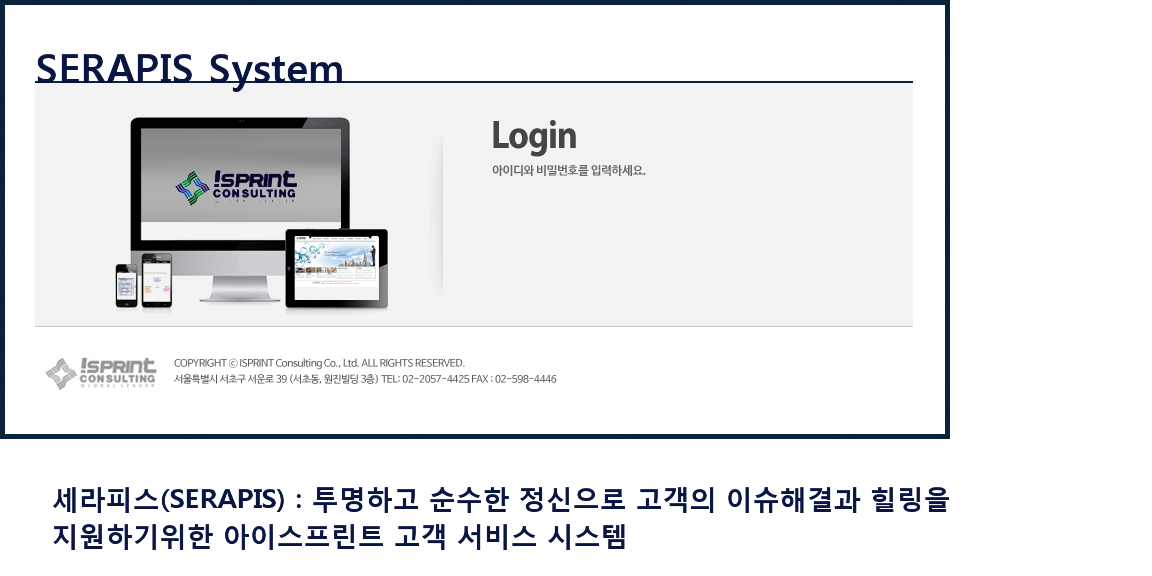 SERAPIS System
!SPRINT
CONSULTING
Login
아이디와 비밀번호를 입력하세요.
!SPRINT
CONSULTING
GLOBAL LEADER
COPYRIGHT ⓒ ISPRINT Consulting Co., Ltd. ALL RIGHTS RESERVED.
서울특별시 서초구 서운로 39 (서초동, 원진빌딩 3층) TEL: 02-2057-4425 FAX : 02-598-4446
세라피스(SERAPIS) : 투명하고 순수한 정신으로 고객의 이슈해결과 힐링을
지원하기위한 아이스프린트 고객 서비스 시스템